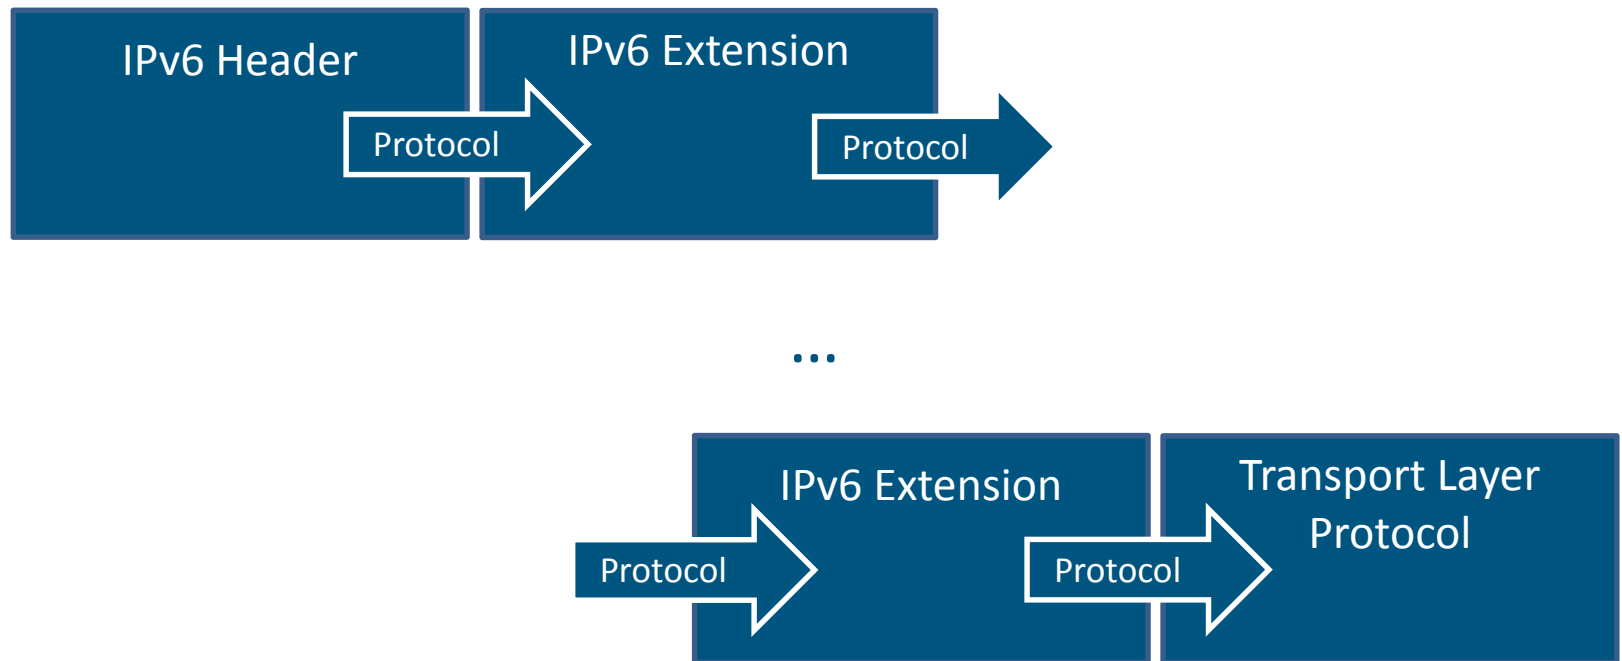 IPv6 Header
IPv6 Extension
Protocol
Protocol
...
IPv6 Extension
Transport Layer
Protocol
Protocol
Protocol